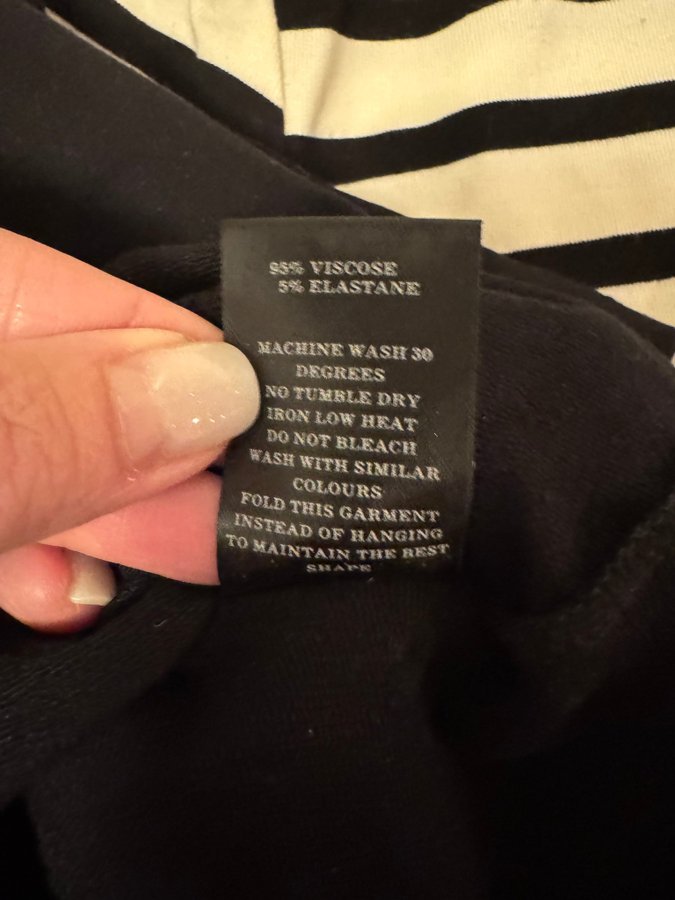 95% VISCOSE
5% ELASTANE
MACHINE WASH 30
DEGREES
NO TUMBLE DRY
IRON LOW HEAT
DO NOT BLEACH
WASH WITH SIMILAR
COLOURS
FOLD THIS GARMENT
INSTEAD OF HANGING
TO MAINTAIN THE BEST
SHAPE